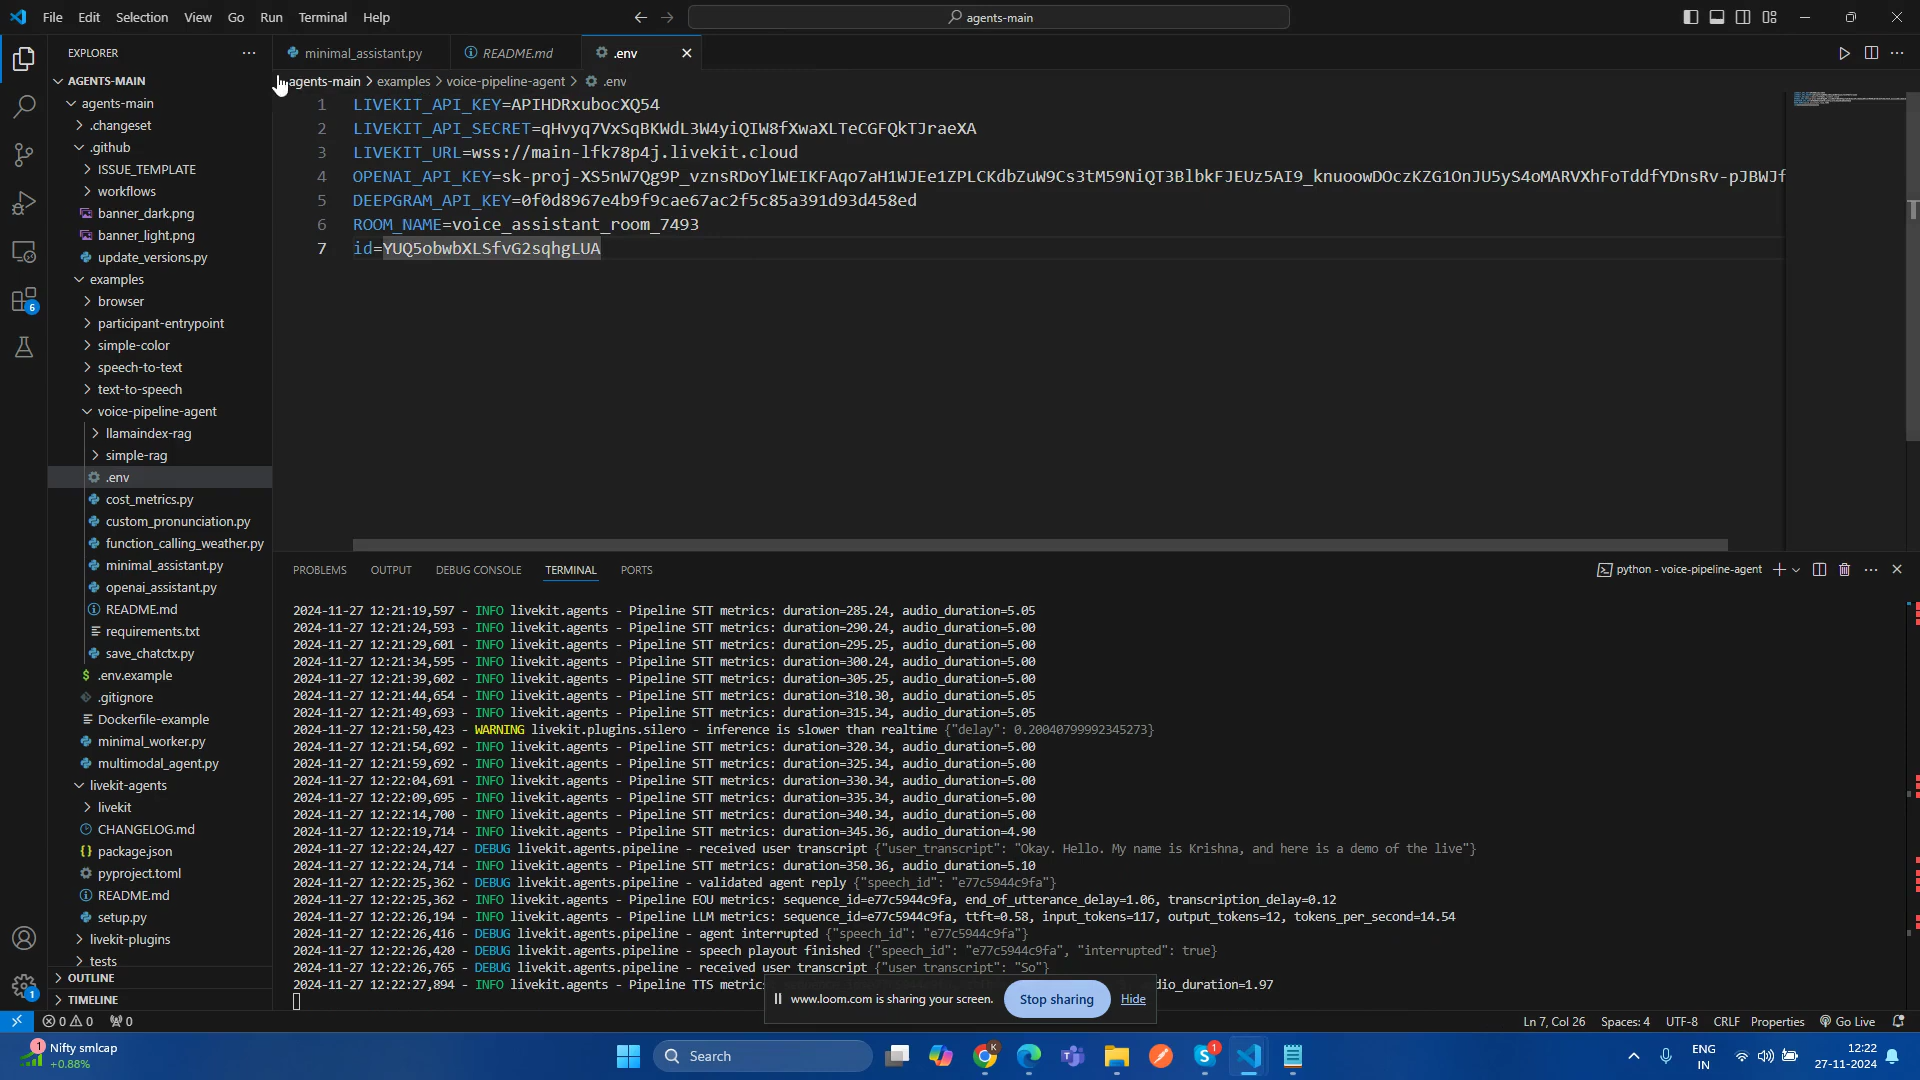 File Edit Selection View Go Run Terminal Help
agents-main
EXPLORER
minimal_assistant.py README.md .env
AGENTS-MAIN
agents-main > examples > voice-pipeline-agent > .env
agents-main
.changeset
.github
ISSUE_TEMPLATE
workflows
banner_dark.png
banner_light.png
update_versions.py
examples
browser
participant-entrypoint
simple-color
speech-to-text
text-to-speech
voice-pipeline-agent
llamaindex-rag
simple-rag
.env
cost_metrics.py
custom_pronunciation.py
function_calling_weather.py
minimal_assistant.py
openai_assistant.py
README.md
requirements.txt
save_chatctx.py
.env.example
.gitignore
Dockerfile-example
minimal_worker.py
multimodal_agent.py
livekit-agents
livekit
CHANGELOG.md
package.json
pyproject.toml
README.md
setup.py
livekit-plugins
tests
OUTLINE
TIMELINE
6
1
1 LIVEKIT_API_KEY=APIHDRxubocXQ54
2 LIVEKIT_API_SECRET=qHvyq7VxSqBKWdL3W4yiQIW8fXwaXLTeCGFQkTJraeXA
3 LIVEKIT_URL=wss://main-lfk78p4j.livekit.cloud
4 OPENAI_API_KEY=sk-proj-XS5nW7Qg9P_vznsRDoYlWEIKFAqo7aH1WJEe1ZPLCKdbZuW9Cs3tM59NiQT3BlbkFJEUz5AI9_knuoowDOczKZG1OnJU5yS4oMARVXhFoTddfYDnsRv-pJBWJf
5 DEEPGRAM_API_KEY=0f0d8967e4b9f9cae67ac2f5c85a391d93d458ed
6 ROOM_NAME=voice_assistant_room_7493
7 id=YUQ5obwbXLSfvG2sqhgLUA
PROBLEMS OUTPUT DEBUG CONSOLE TERMINAL PORTS
python - voice-pipeline-agent
2024-11-27 12:21:19,597 - INFO livekit.agents - Pipeline STT metrics: duration=285.24, audio_duration=5.05
2024-11-27 12:21:24,593 - INFO livekit.agents - Pipeline STT metrics: duration=290.24, audio_duration=5.00
2024-11-27 12:21:29,601 - INFO livekit.agents - Pipeline STT metrics: duration=295.25, audio_duration=5.00
2024-11-27 12:21:34,595 - INFO livekit.agents - Pipeline STT metrics: duration=300.24, audio_duration=5.00
2024-11-27 12:21:39,602 - INFO livekit.agents - Pipeline STT metrics: duration=305.25, audio_duration=5.00
2024-11-27 12:21:44,654 - INFO livekit.agents - Pipeline STT metrics: duration=310.30, audio_duration=5.05
2024-11-27 12:21:49,693 - INFO livekit.agents - Pipeline STT metrics: duration=315.34, audio_duration=5.05
2024-11-27 12:21:50,423 - WARNING livekit.plugins.silero - inference is slower than realtime {"delay": 0.20040799992345273}
2024-11-27 12:21:54,692 - INFO livekit.agents - Pipeline STT metrics: duration=320.34, audio_duration=5.00
2024-11-27 12:21:59,692 - INFO livekit.agents - Pipeline STT metrics: duration=325.34, audio_duration=5.00
2024-11-27 12:22:04,691 - INFO livekit.agents - Pipeline STT metrics: duration=330.34, audio_duration=5.00
2024-11-27 12:22:09,695 - INFO livekit.agents - Pipeline STT metrics: duration=335.34, audio_duration=5.00
2024-11-27 12:22:14,700 - INFO livekit.agents - Pipeline STT metrics: duration=340.34, audio_duration=5.00
2024-11-27 12:22:19,714 - INFO livekit.agents - Pipeline STT metrics: duration=345.36, audio_duration=4.90
2024-11-27 12:22:24,427 - DEBUG livekit.agents.pipeline - received user transcript {"user_transcript": "Okay. Hello. My name is Krishna, and here is a demo of the live"}
2024-11-27 12:22:24,714 - INFO livekit.agents - Pipeline STT metrics: duration=350.36, audio_duration=5.10
2024-11-27 12:22:25,362 - DEBUG livekit.agents.pipeline - validated agent reply {"speech_id": "e77c5944c9fa"}
2024-11-27 12:22:25,362 - INFO livekit.agents - Pipeline EOU metrics: sequence_id=e77c5944c9fa, end_of_utterance_delay=1.06, transcription_delay=0.12
2024-11-27 12:22:26,194 - INFO livekit.agents - Pipeline LLM metrics: sequence_id=e77c5944c9fa, ttft=0.58, input_tokens=117, output_tokens=12, tokens_per_second=14.54
2024-11-27 12:22:26,416 - DEBUG livekit.agents.pipeline - agent interrupted {"speech_id": "e77c5944c9fa"}
2024-11-27 12:22:26,420 - DEBUG livekit.agents.pipeline - speech playout finished {"speech_id": "e77c5944c9fa", "interrupted": true}
2024-11-27 12:22:26,765 - DEBUG livekit.agents.pipeline - received user transcript {"user_transcript": "So"}
2024-11-27 12:22:27,894 - INFO livekit.agents - Pipeline TTS metric dio_duration=1.97
www.loom.com is sharing your screen. Stop sharing Hide
0 0 0
Ln 7, Col 26 Spaces: 4 UTF-8 CRLF Properties Go Live
1 Nifty smlcap
+0.88%
Search
K
1
ENG
IN
12:22
27-11-2024